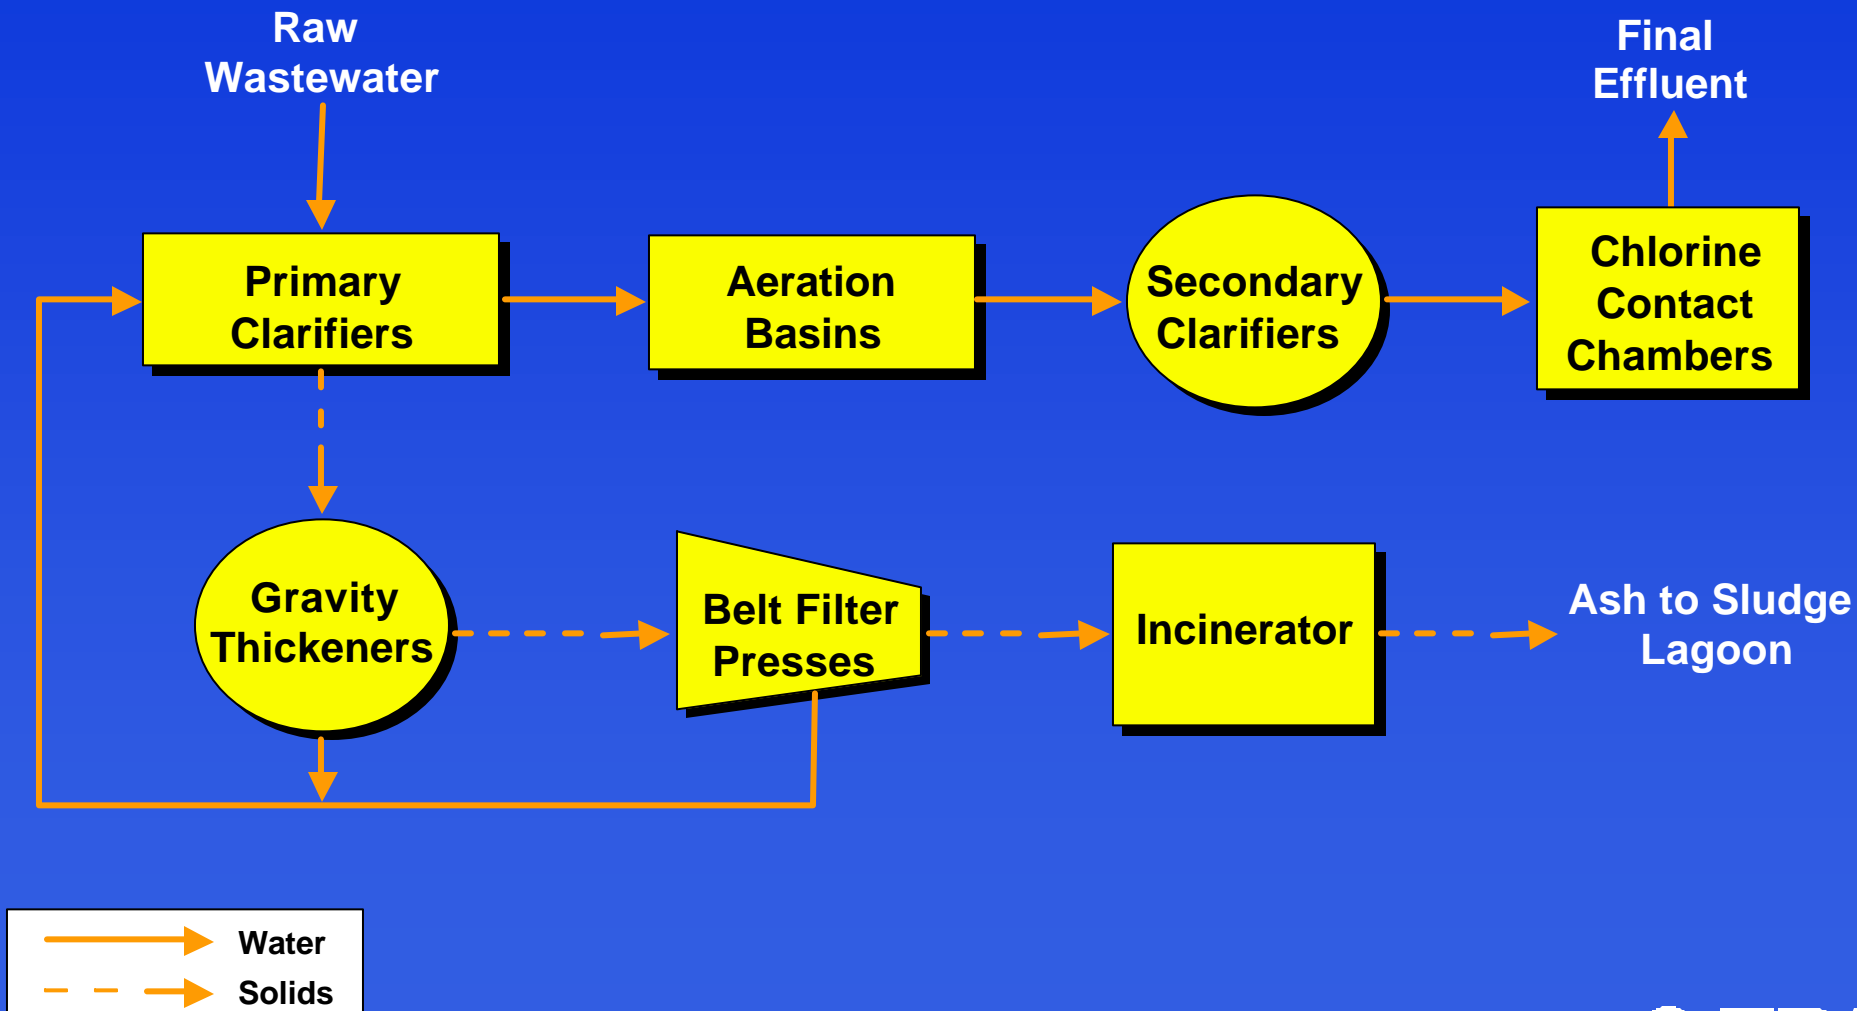 Raw
Wastewater
Final
Effluent
Primary
Clarifiers
Aeration
Basins
Secondary
Clarifiers
Chlorine
Contact
Chambers
Gravity
Thickeners
Belt Filter
Presses
Incinerator
Ash to Sludge
Lagoon
Water
Solids